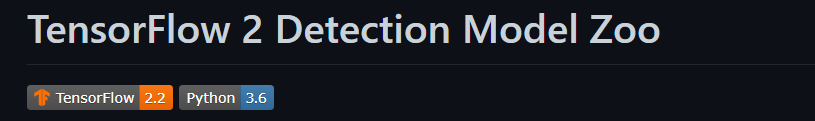 TensorFlow 2 Detection Model Zoo
TensorFlow 2.2 Python 3.6